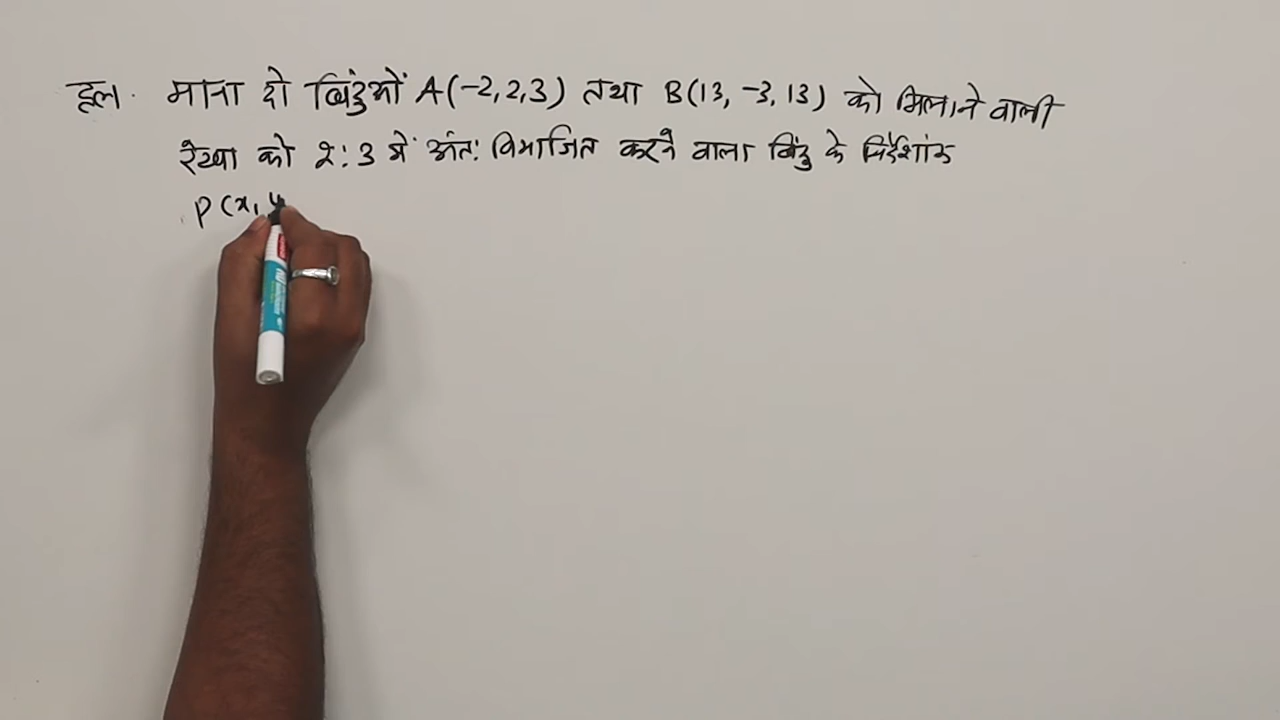 हल. माना दो बिंदुओं A(-2,2,3) तथा B(13, -3, 13) को मिलाने वाली
रेखा को 2:3 में अंतः विभाजित करने वाला बिंदु के निर्देशांक
P(x, y